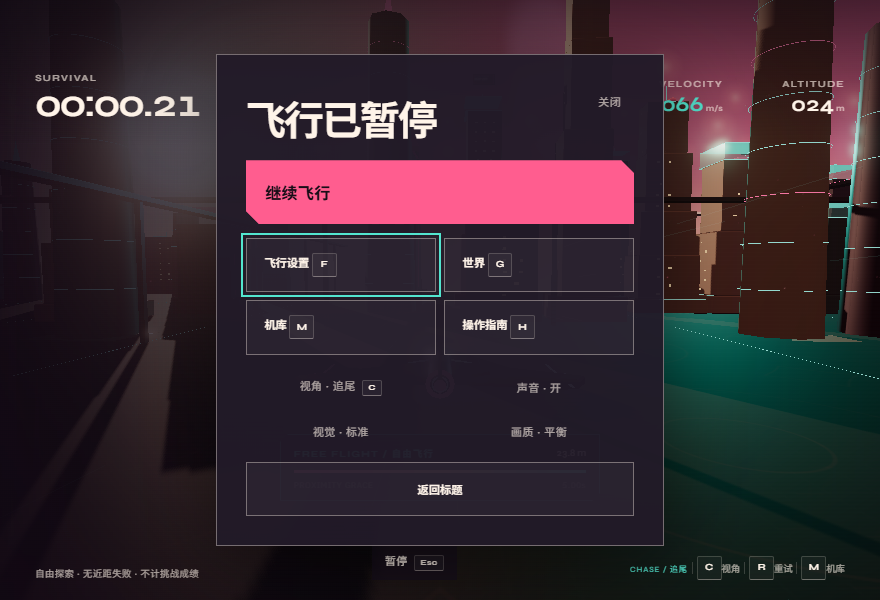 SURVIVAL
00:00.21
VELOCITY
066 m/s
ALTITUDE
024 m
飞行已暂停
关闭
继续飞行
飞行设置 F
世界 G
机库 M
操作指南 H
视角 · 追尾 C
声音 · 开
视觉 · 标准
画质 · 平衡
返回标题
暂停 Esc
自由探索 · 无近距失败 · 不计挑战成绩
CHASE / 追尾 C 视角 R 重试 M 机库